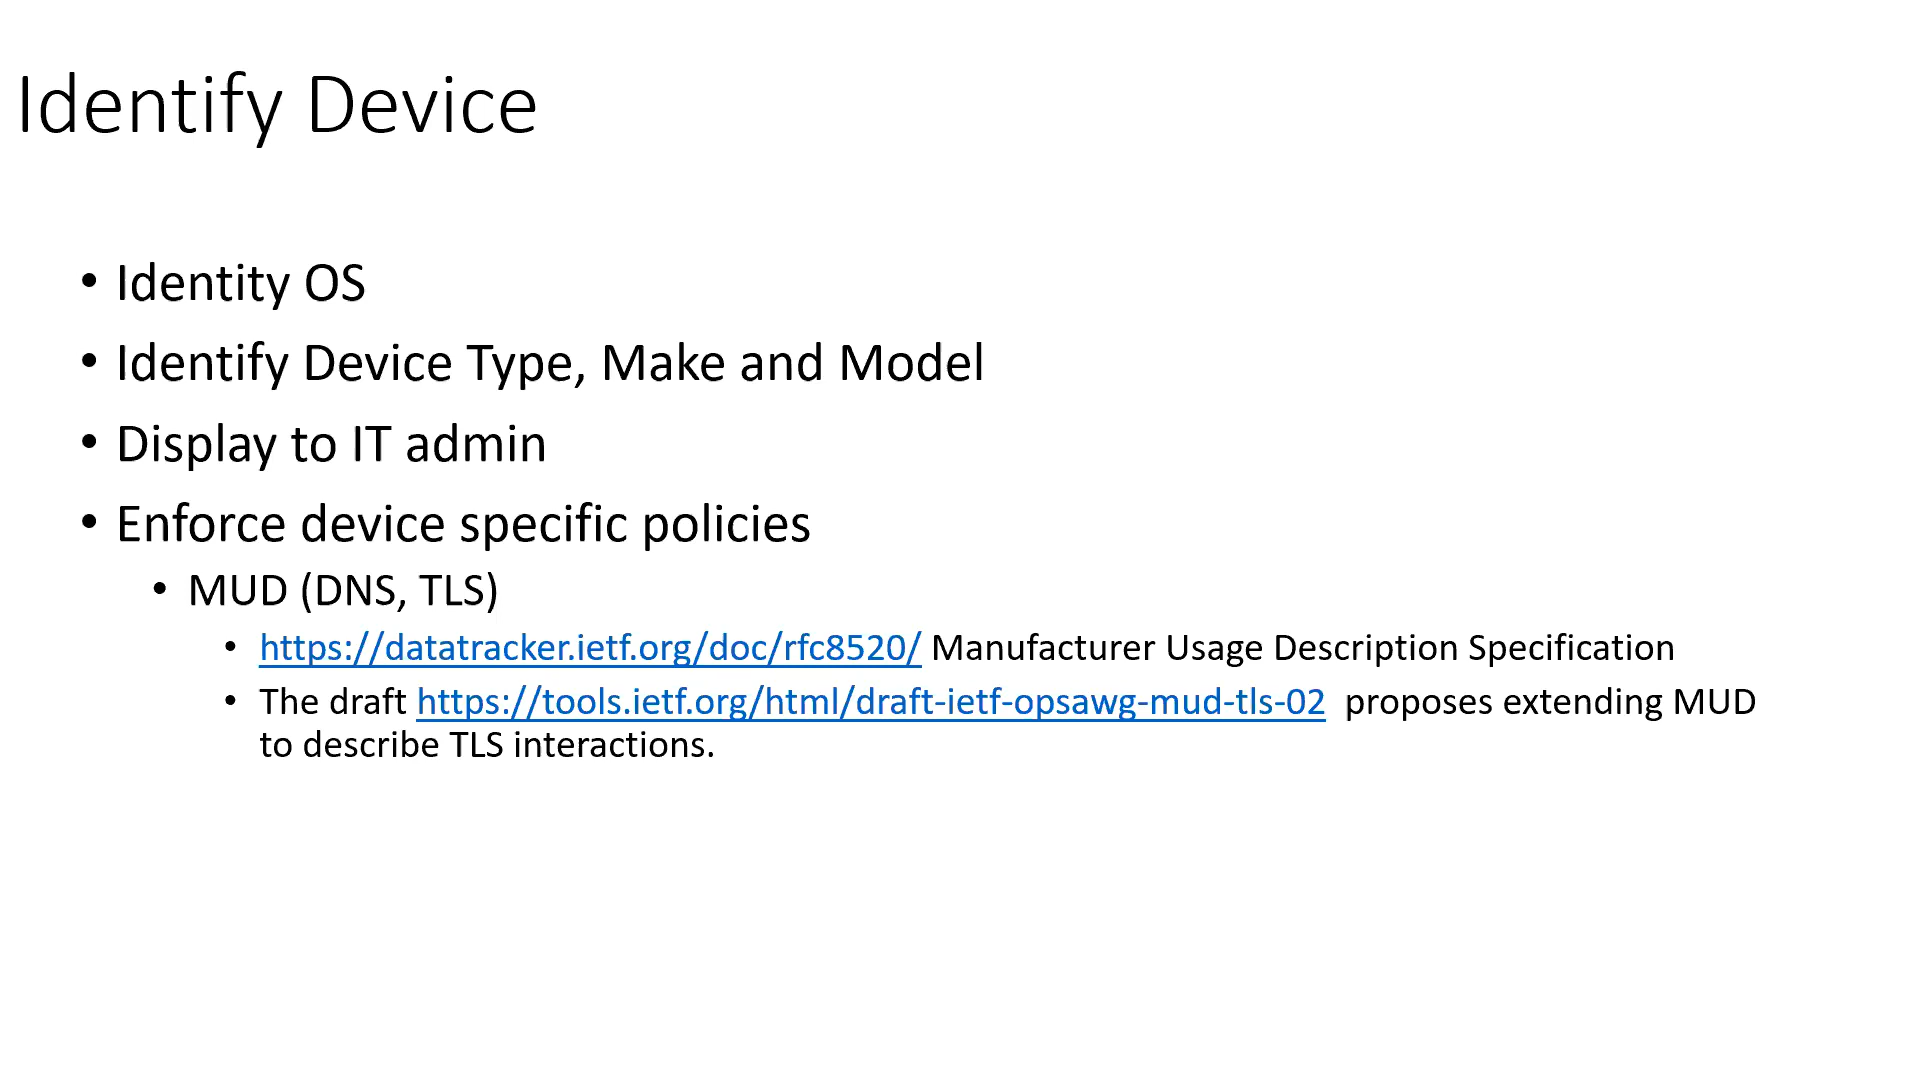 Identify Device
• Identity OS
• Identify Device Type, Make and Model
• Display to IT admin
• Enforce device specific policies
• MUD (DNS, TLS)
• https://datatracker.ietf.org/doc/rfc8520/ Manufacturer Usage Description Specification
• The draft https://tools.ietf.org/html/draft-ietf-opsawg-mud-tls-02 proposes extending MUD
to describe TLS interactions.